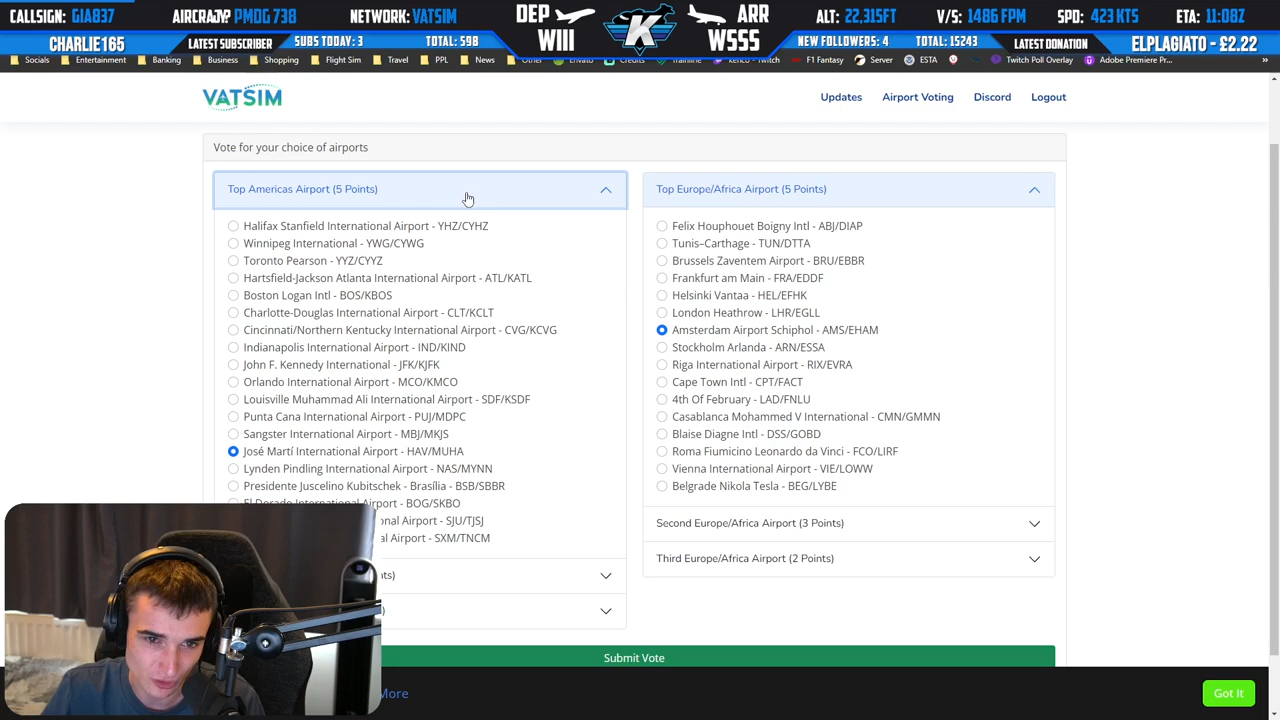 CALLSIGN: GIA837
AIRCRAFT: PMDG 738
NETWORK: VATSIM
DEP
WIII
K
ARR
WSSS
ALT: 22,315FT
V/S: 1486 FPM
SPD: 423 KTS
ETA: 11:08Z
CHARLIE165
LATEST SUBSCRIBER
SUBS TODAY: 3
TOTAL: 598
NEW FOLLOWERS: 4
TOTAL: 15243
LATEST DONATION
ELPLAGIATO - £2.22
Socials
Entertainment
Banking
Business
Shopping
Flight Sim
Travel
PPL
News
Other
Envato
Credits
Trainline
kenco - Twitch
F1 Fantasy
Server
ESTA
Twitch Poll Overlay
Adobe Premiere Pr...
VATSIM
Updates
Airport Voting
Discord
Logout
Vote for your choice of airports
Top Americas Airport (5 Points)
Halifax Stanfield International Airport - YHZ/CYHZ
Winnipeg International - YWG/CYWG
Toronto Pearson - YYZ/CYYZ
Hartsfield-Jackson Atlanta International Airport - ATL/KATL
Boston Logan Intl - BOS/KBOS
Charlotte-Douglas International Airport - CLT/KCLT
Cincinnati/Northern Kentucky International Airport - CVG/KCVG
Indianapolis International Airport - IND/KIND
John F. Kennedy International - JFK/KJFK
Orlando International Airport - MCO/KMCO
Louisville Muhammad Ali International Airport - SDF/KSDF
Punta Cana International Airport - PUJ/MDPC
Sangster International Airport - MBJ/MKJS
José Martí International Airport - HAV/MUHA
Lynden Pindling International Airport - NAS/MYNN
Presidente Juscelino Kubitschek - Brasília - BSB/SBBR
El Dorado International Airport - BOG/SKBO
nal Airport - SJU/TJSJ
al Airport - SXM/TNCM
nts)
)
Top Europe/Africa Airport (5 Points)
Felix Houphouet Boigny Intl - ABJ/DIAP
Tunis–Carthage - TUN/DTTA
Brussels Zaventem Airport - BRU/EBBR
Frankfurt am Main - FRA/EDDF
Helsinki Vantaa - HEL/EFHK
London Heathrow - LHR/EGLL
Amsterdam Airport Schiphol - AMS/EHAM
Stockholm Arlanda - ARN/ESSA
Riga International Airport - RIX/EVRA
Cape Town Intl - CPT/FACT
4th Of February - LAD/FNLU
Casablanca Mohammed V International - CMN/GMMN
Blaise Diagne Intl - DSS/GOBD
Roma Fiumicino Leonardo da Vinci - FCO/LIRF
Vienna International Airport - VIE/LOWW
Belgrade Nikola Tesla - BEG/LYBE
Second Europe/Africa Airport (3 Points)
Third Europe/Africa Airport (2 Points)
Submit Vote
More
Got It